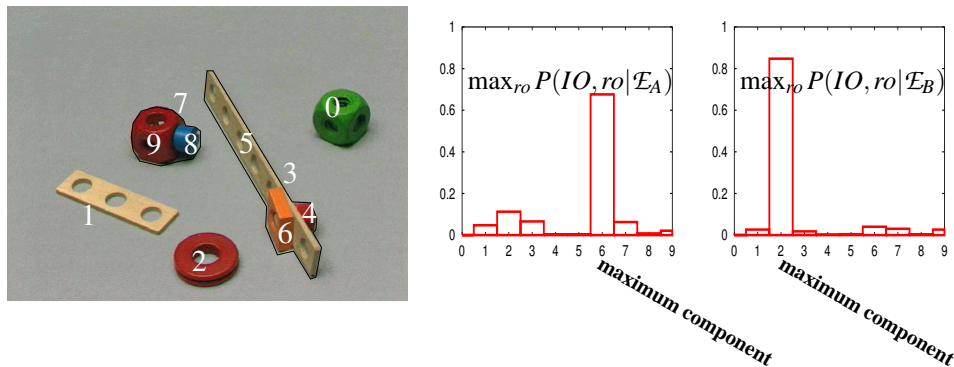 7
0
9 8 5
3
1
4
6
2
1
0.8
0.6
0.4
0.2
0
max_ro P(IO, ro|ℰ_A)
0 1 2 3 4 5 6 7 8 9
maximum component
1
0.8
0.6
0.4
0.2
0
max_ro P(IO, ro|ℰ_B)
0 1 2 3 4 5 6 7 8 9
maximum component